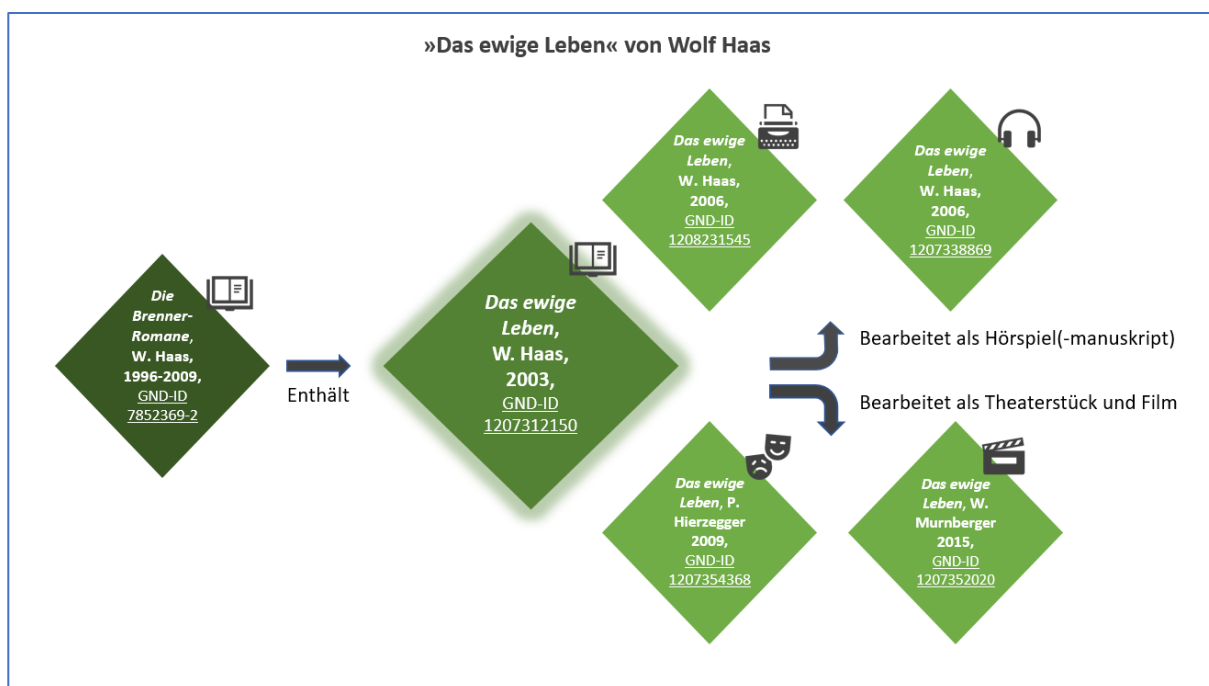 »Das ewige Leben« von Wolf Haas
Die
Brenner-
Romane,
W. Haas,
1996-2009,
GND-ID
7852369-2
Enthält
Das ewige
Leben,
W. Haas,
2003,
GND-ID
1207312150
Das ewige
Leben,
W. Haas,
2006,
GND-ID
1208231545
Das ewige
Leben,
W. Haas,
2006,
GND-ID
1207338869
Bearbeitet als Hörspiel(-manuskript)
Bearbeitet als Theaterstück und Film
Das ewige
Leben, P.
Hierzegger
2009,
GND-ID
1207354368
Das ewige
Leben, W.
Murnberger
2015,
GND-ID
1207352020